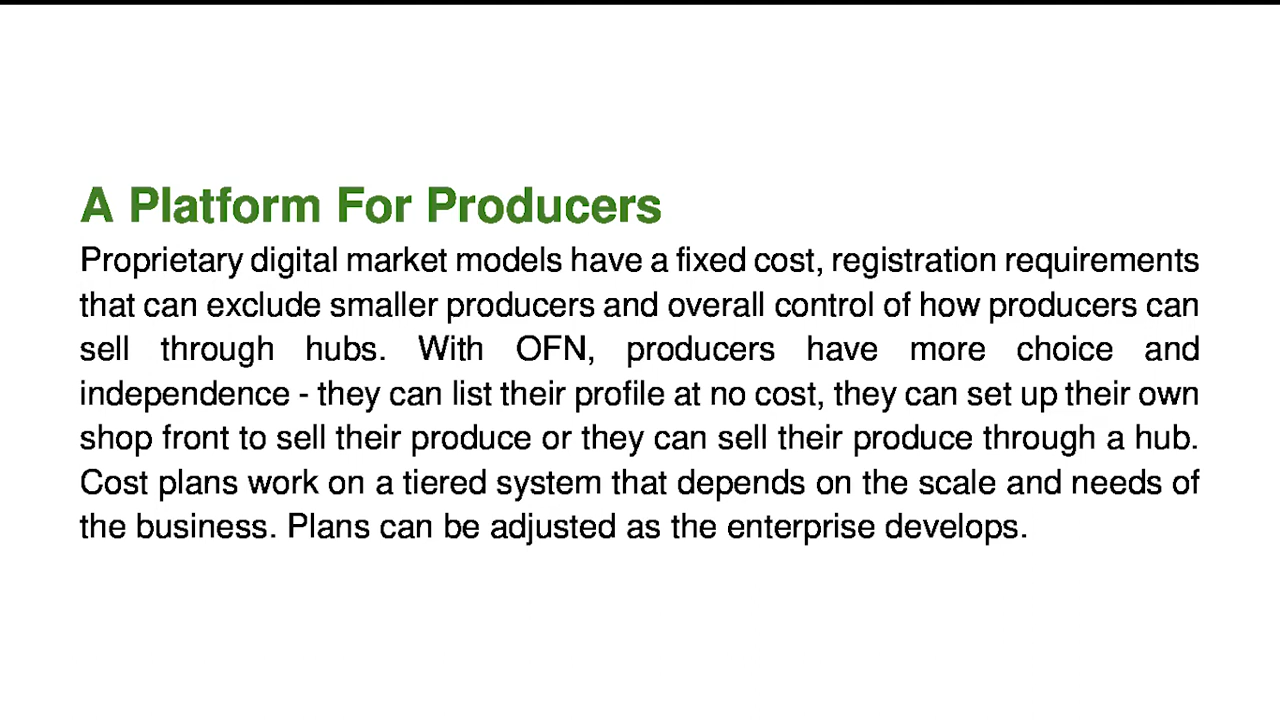 A Platform For Producers
Proprietary digital market models have a fixed cost, registration requirements
that can exclude smaller producers and overall control of how producers can
sell through hubs. With OFN, producers have more choice and
independence - they can list their profile at no cost, they can set up their own
shop front to sell their produce or they can sell their produce through a hub.
Cost plans work on a tiered system that depends on the scale and needs of
the business. Plans can be adjusted as the enterprise develops.